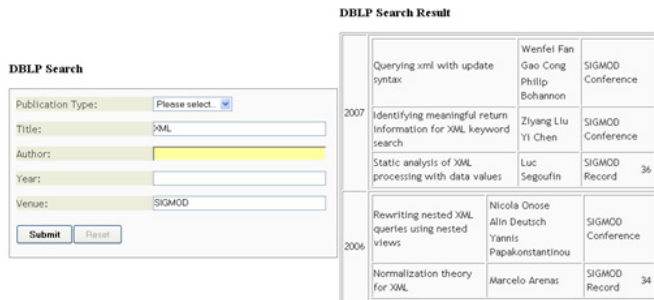 DBLP Search
Publication Type:
Please select..
Title:
XML
Author:
Year:
Venue:
SIGMOD
Submit
Reset
DBLP Search Result
2007
Querying xml with update
syntax
Wenfei Fan
Gao Cong
Philip
Bohannon
SIGMOD
Conference
Identifying meaningful return
information for XML keyword
search
Ziyang Liu
Yi Chen
SIGMOD
Conference
Static analysis of XML
processing with data values
Luc
Segoufin
SIGMOD
Record
36
2006
Rewriting nested XML
queries using nested
views
Nicola Onose
Alin Deutsch
Yannis
Papakonstantinou
SIGMOD
Conference
Normalization theory
for XML
Marcelo Arenas
SIGMOD
Record
34